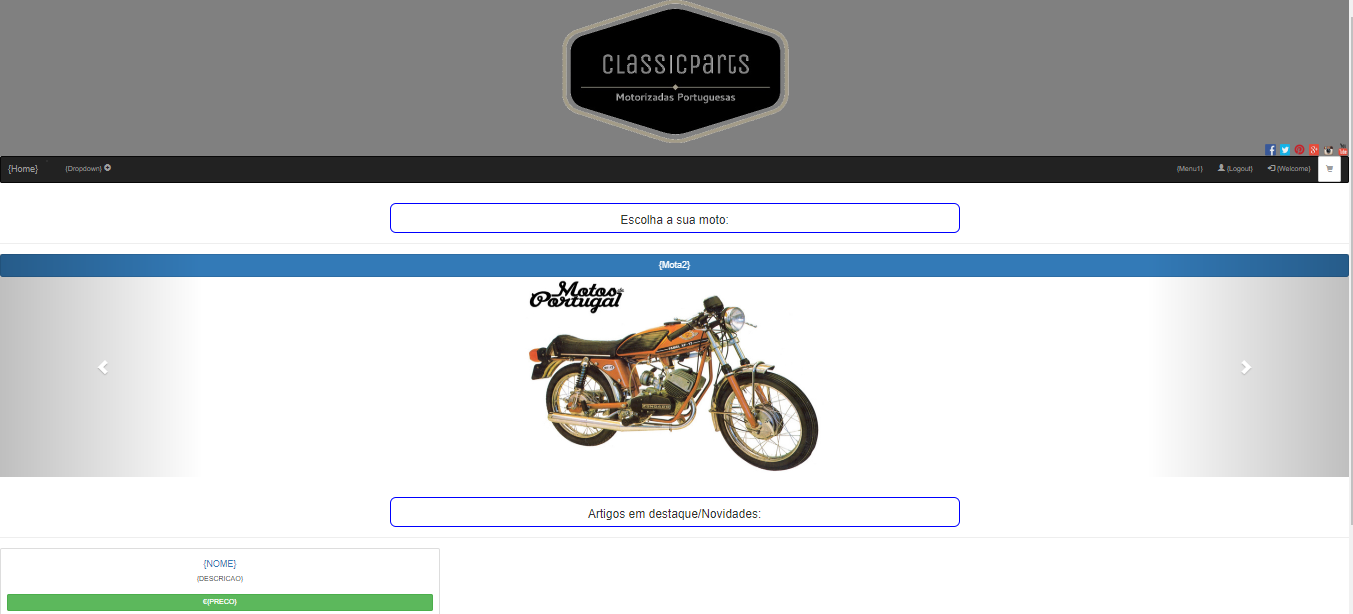 CLASSICPARTS
Motorizadas Portuguesas
{Home} {Dropdown} {Menu1} {Logout} {Welcome}
Escolha a sua moto:
{Mota2}
Motos de
Portugal
Artigos em destaque/Novidades:
{NOME}
{DESCRICAO}
€{PRECO}